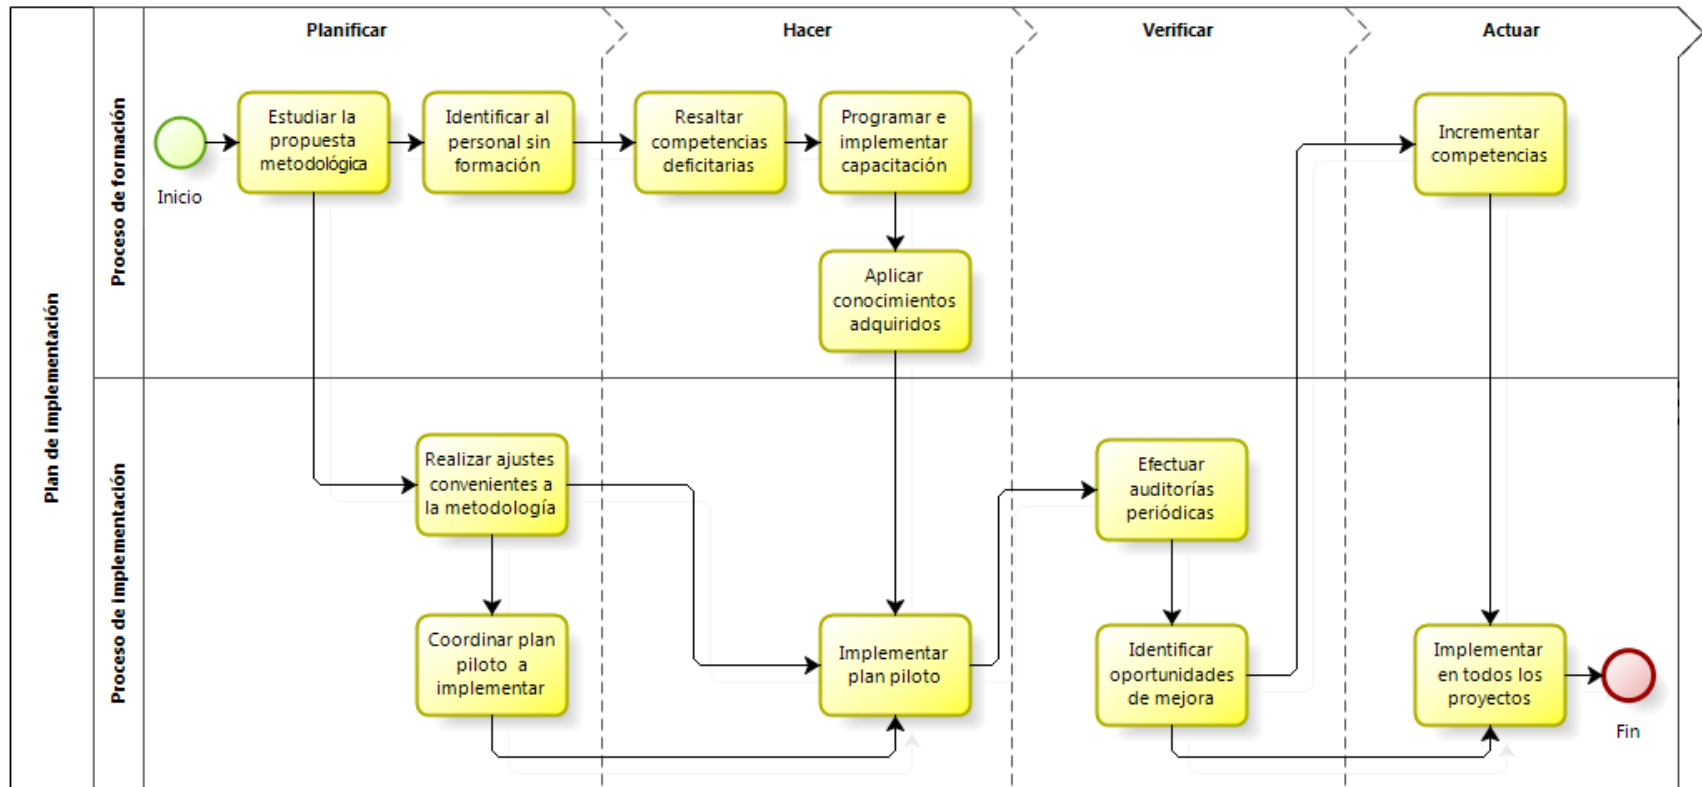 Planificar
Hacer
Verificar
Actuar
Plan de implementación
Proceso de formación
Inicio
Estudiar la
propuesta
metodológica
Identificar al
personal sin
formación
Resaltar
competencias
deficitarias
Programar e
implementar
capacitación
Aplicar
conocimientos
adquiridos
Incrementar
competencias
Proceso de implementación
Realizar ajustes
convenientes a
la metodología
Coordinar plan
piloto a
implementar
Implementar
plan piloto
Efectuar
auditorías
periódicas
Identificar
oportunidades
de mejora
Implementar
en todos los
proyectos
Fin